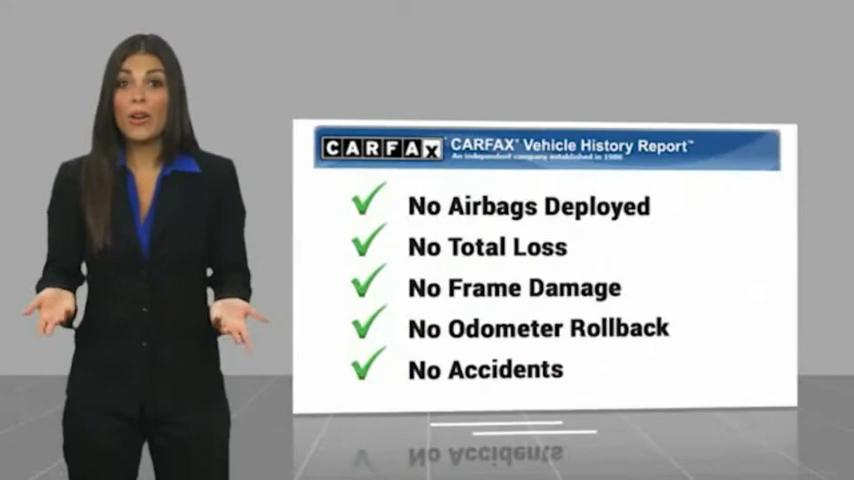 CARFAX CARFAX® Vehicle History Report™
An independent company established in 1986
No Airbags Deployed
No Total Loss
No Frame Damage
No Odometer Rollback
No Accidents
No Accidents